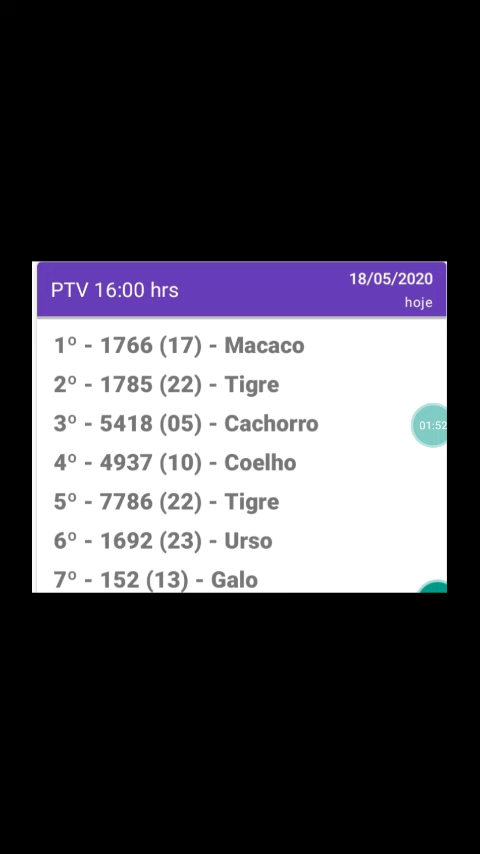 PTV 16:00 hrs
18/05/2020
hoje
1º - 1766 (17) - Macaco
2º - 1785 (22) - Tigre
3º - 5418 (05) - Cachorro
01:52
4º - 4937 (10) - Coelho
5º - 7786 (22) - Tigre
6º - 1692 (23) - Urso
7º - 152 (13) - Galo